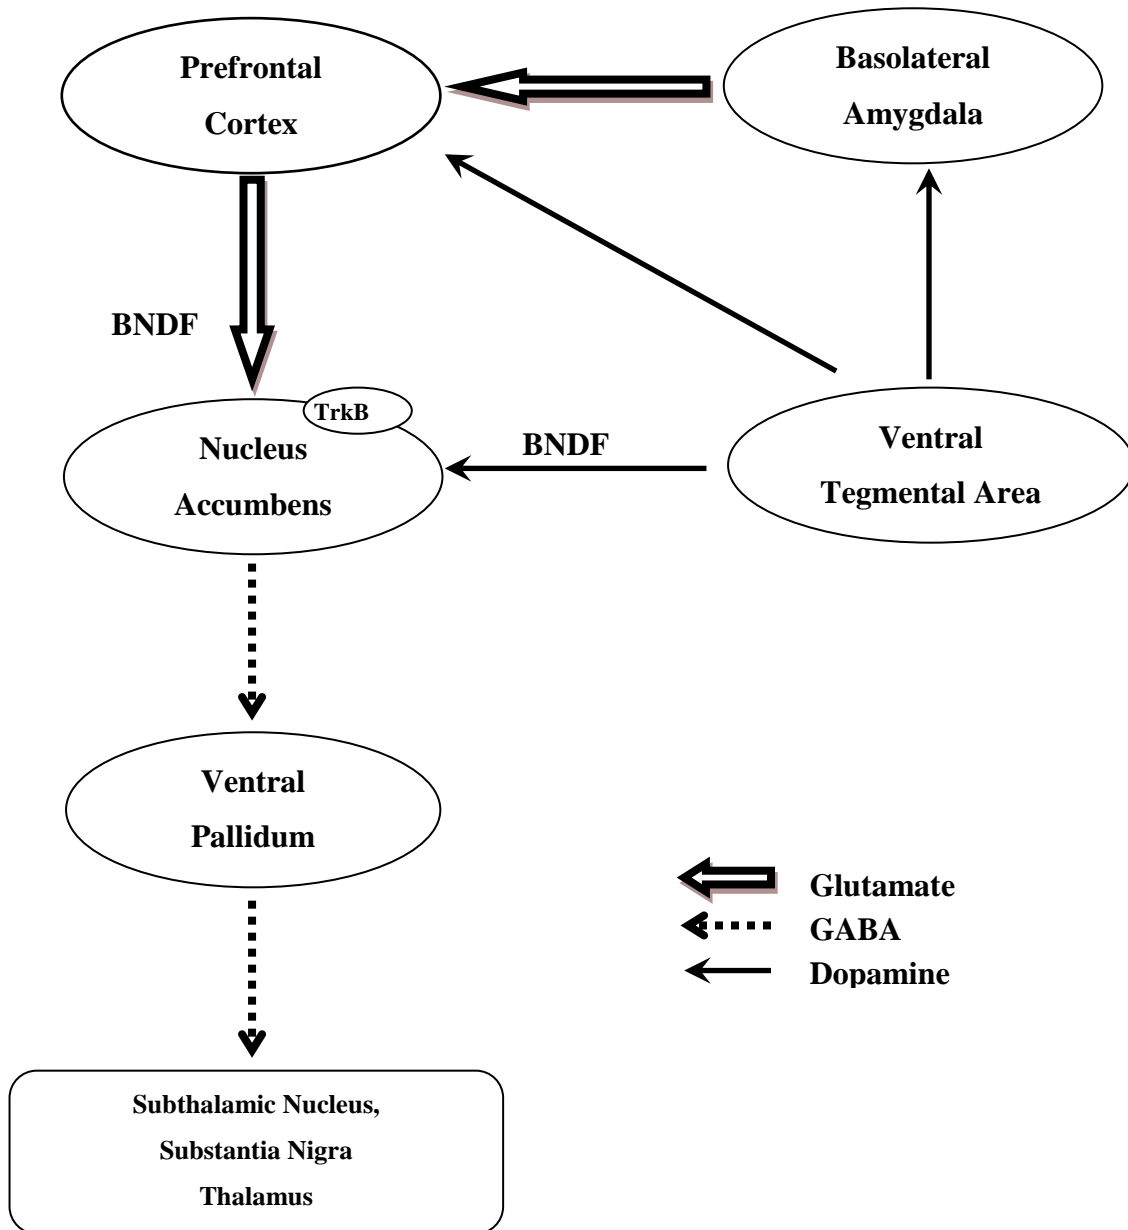 Prefrontal
Cortex
Basolateral
Amygdala
BNDF
TrkB
Nucleus
Accumbens
BNDF
Ventral
Tegmental Area
Ventral
Pallidum
Glutamate
GABA
Dopamine
Subthalamic Nucleus,
Substantia Nigra
Thalamus